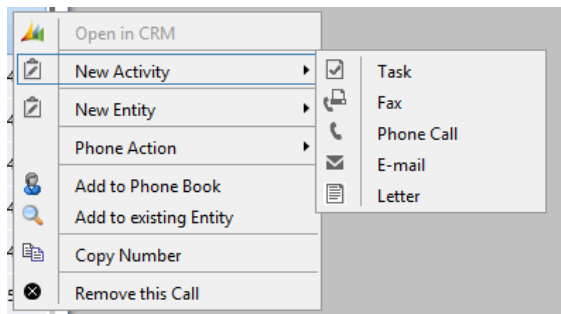 Open in CRM
New Activity
New Entity
Phone Action
Add to Phone Book
Add to existing Entity
Copy Number
Remove this Call
Task
Fax
Phone Call
E-mail
Letter